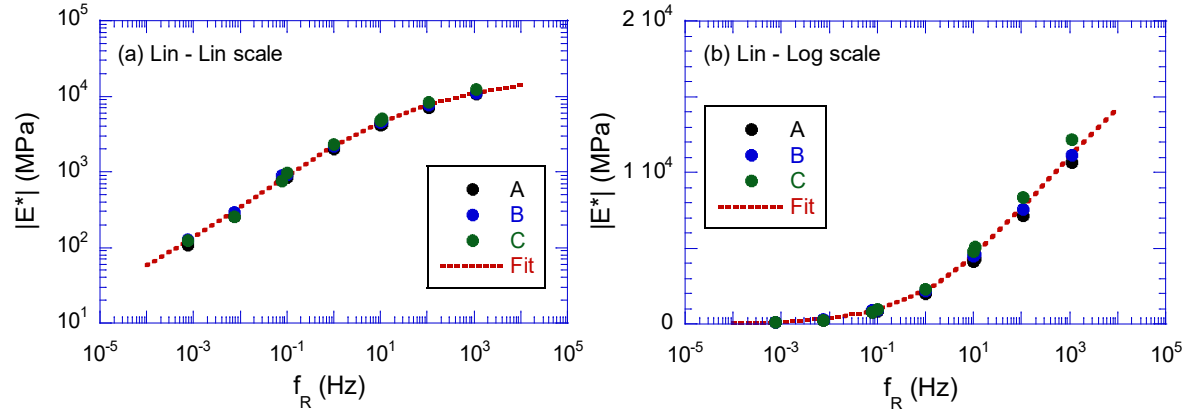 (a) Lin - Lin scale
|E*| (MPa)
10^5
10^4
10^3
10^2
10^1
A
B
C
Fit
10^-5
10^-3
10^-1
10^1
10^3
10^5
f_R (Hz)
(b) Lin - Log scale
|E*| (MPa)
2 10^4
1 10^4
0
A
B
C
Fit
10^-5
10^-3
10^-1
10^1
10^3
10^5
f_R (Hz)